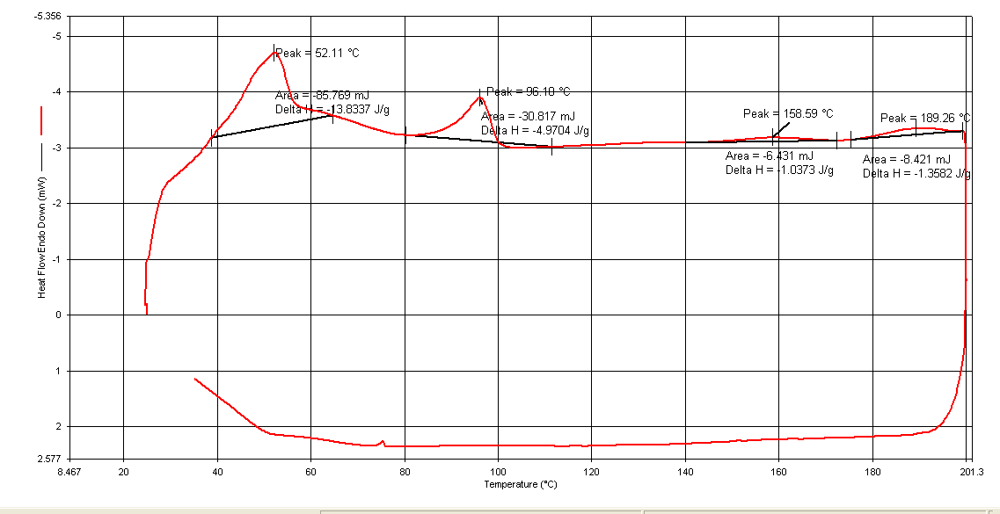 -5.356
-5
-4
-3
-2
-1
0
1
2
2.577
Heat Flow Endo Down (mW)
Peak = 52.11 °C
Area = -85.769 mJ
Delta H = -13.8337 J/g
Peak = 96.18 °C
Area = -30.817 mJ
Delta H = -4.9704 J/g
Peak = 158.59 °C
Area = -6.431 mJ
Delta H = -1.0373 J/g
Peak = 189.26 °C
Area = -8.421 mJ
Delta H = -1.3582 J/g
8.467 20 40 60 80 100 120 140 160 180 201.3
Temperature (°C)